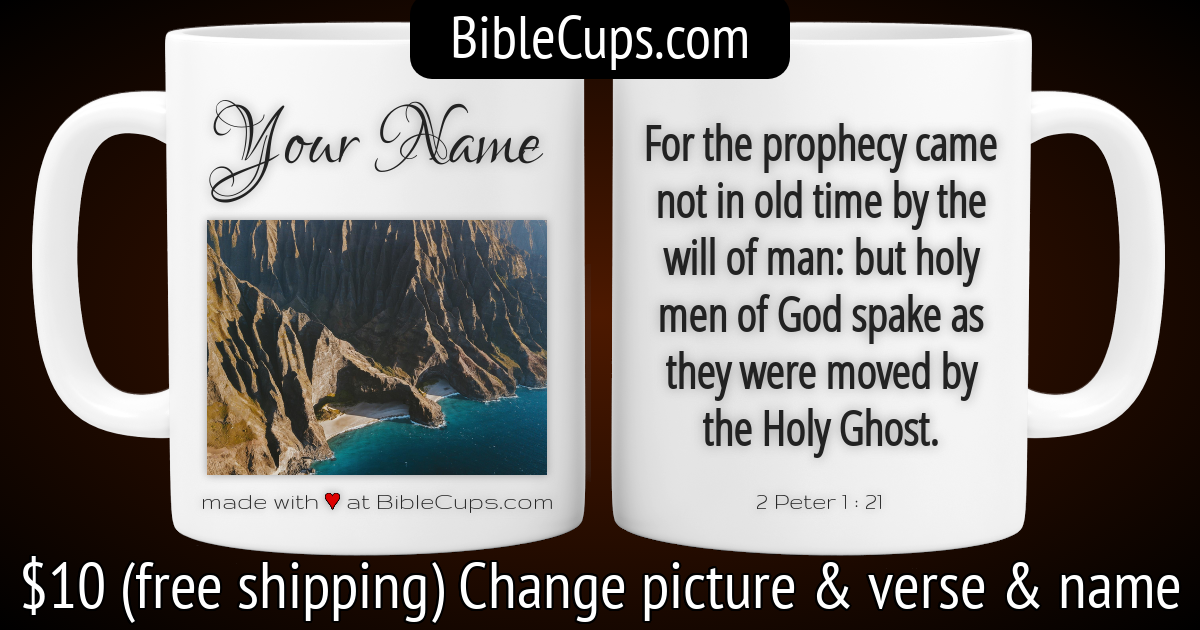 BibleCups.com
Your Name
made with ♥ at BibleCups.com
For the prophecy came
not in old time by the
will of man: but holy
men of God spake as
they were moved by
the Holy Ghost.
2 Peter 1 : 21
$10 (free shipping) Change picture & verse & name